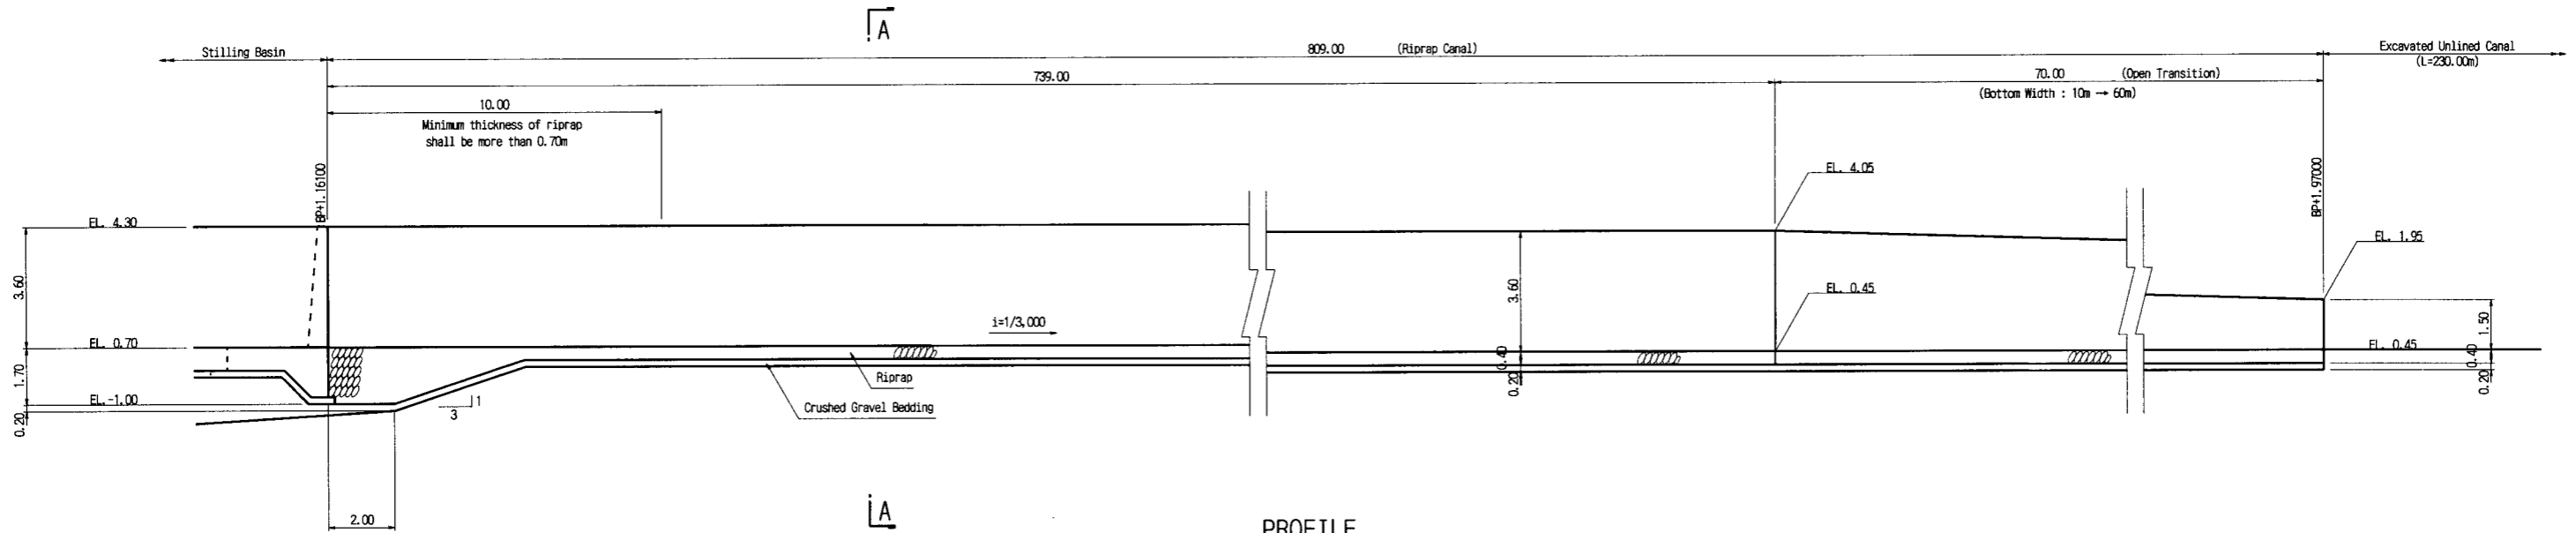 A
Stilling Basin
809.00 (Riprap Canal)
Excavated Unlined Canal
(L=230.00m)
739.00
70.00 (Open Transition)
(Bottom Width : 10m → 60m)
10.00
Minimum thickness of riprap
shall be more than 0.70m
BP+1.16100
BP+1.97000
EL. 4.30
EL. 4.05
EL. 1.95
3.60
3.60
EL. 0.45
i=1/3,000
1.50
EL. 0.70
EL. 0.45
0.40
0.40
1.70
Riprap
0.20
0.20
EL.-1.00
Crushed Gravel Bedding
1
3
0.20
2.00
A
PROFILE